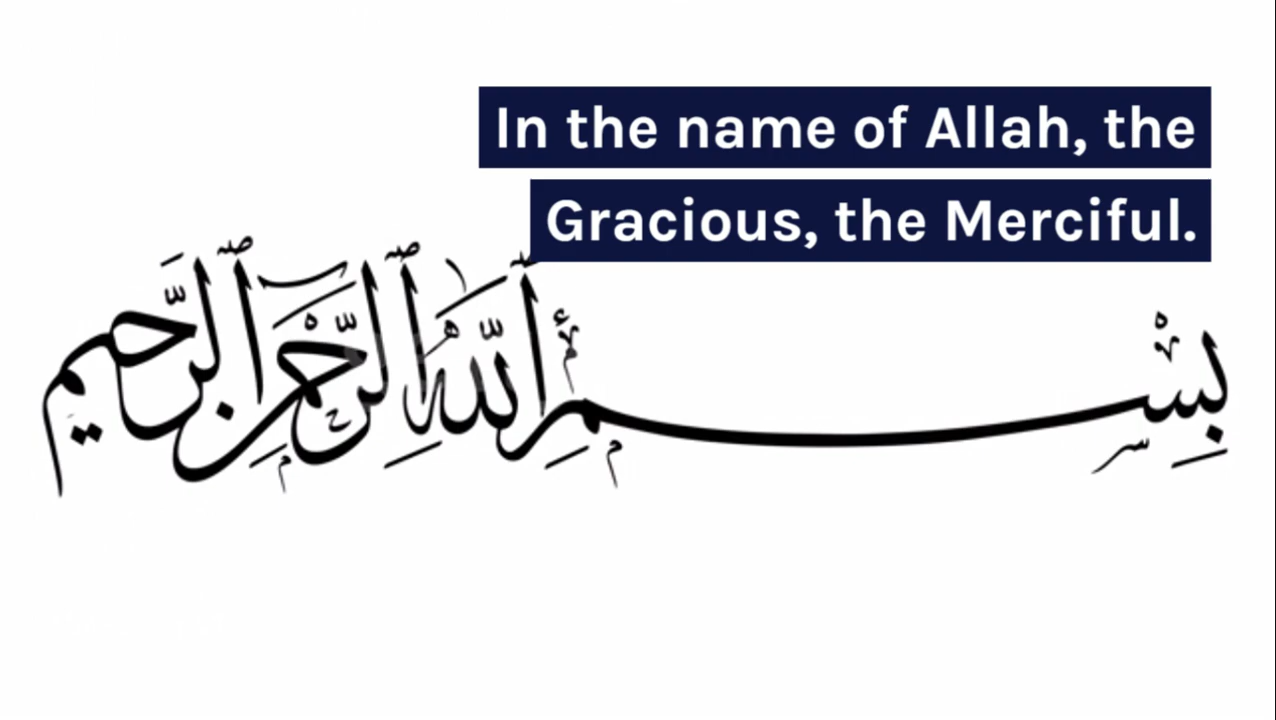 In the name of Allah, the
Gracious, the Merciful.
بِسْمِ ٱللَّهِ ٱلرَّحْمَٰنِ ٱلرَّحِيمِ